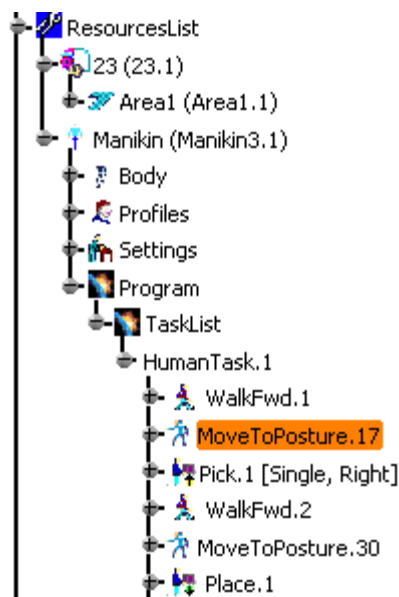 ResourcesList
23 (23.1)
Area1 (Area1.1)
Manikin (Manikin3.1)
Body
Profiles
Settings
Program
TaskList
HumanTask.1
WalkFwd.1
MoveToPosture.17
Pick.1 [Single, Right]
WalkFwd.2
MoveToPosture.30
Place.1